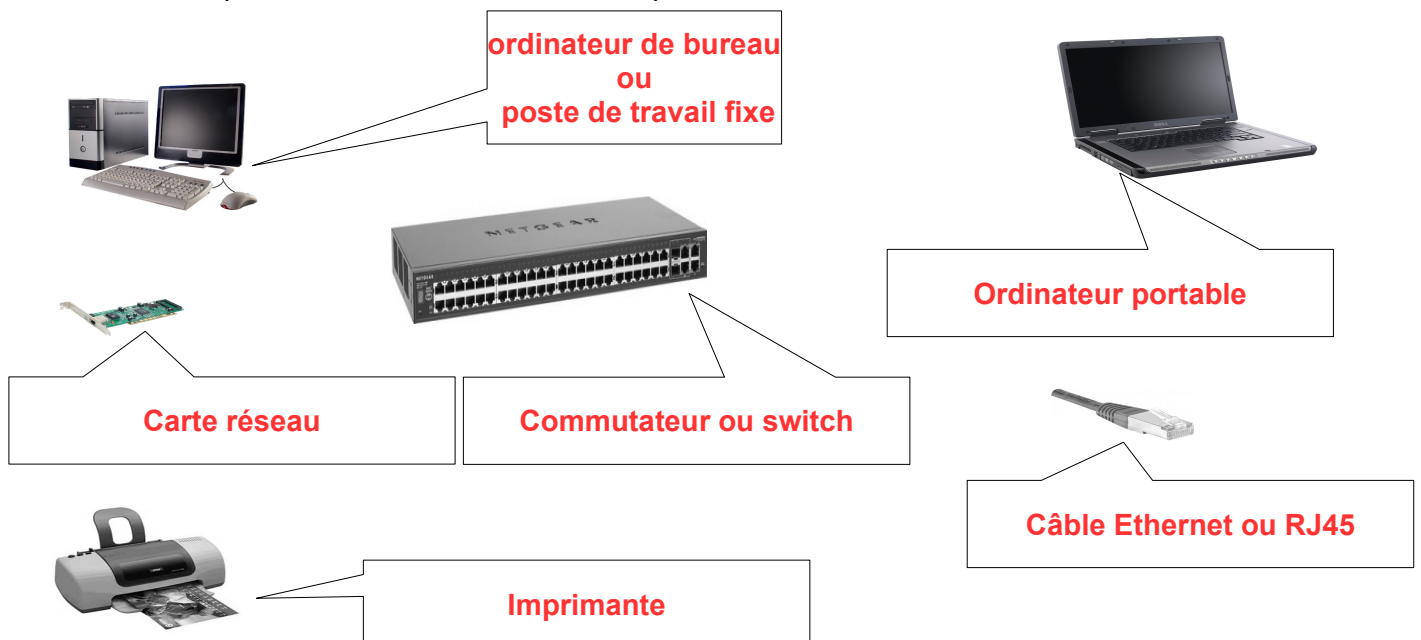 ordinateur de bureau
ou
poste de travail fixe
NETGEAR
Ordinateur portable
Carte réseau
Commutateur ou switch
Câble Ethernet ou RJ45
Imprimante